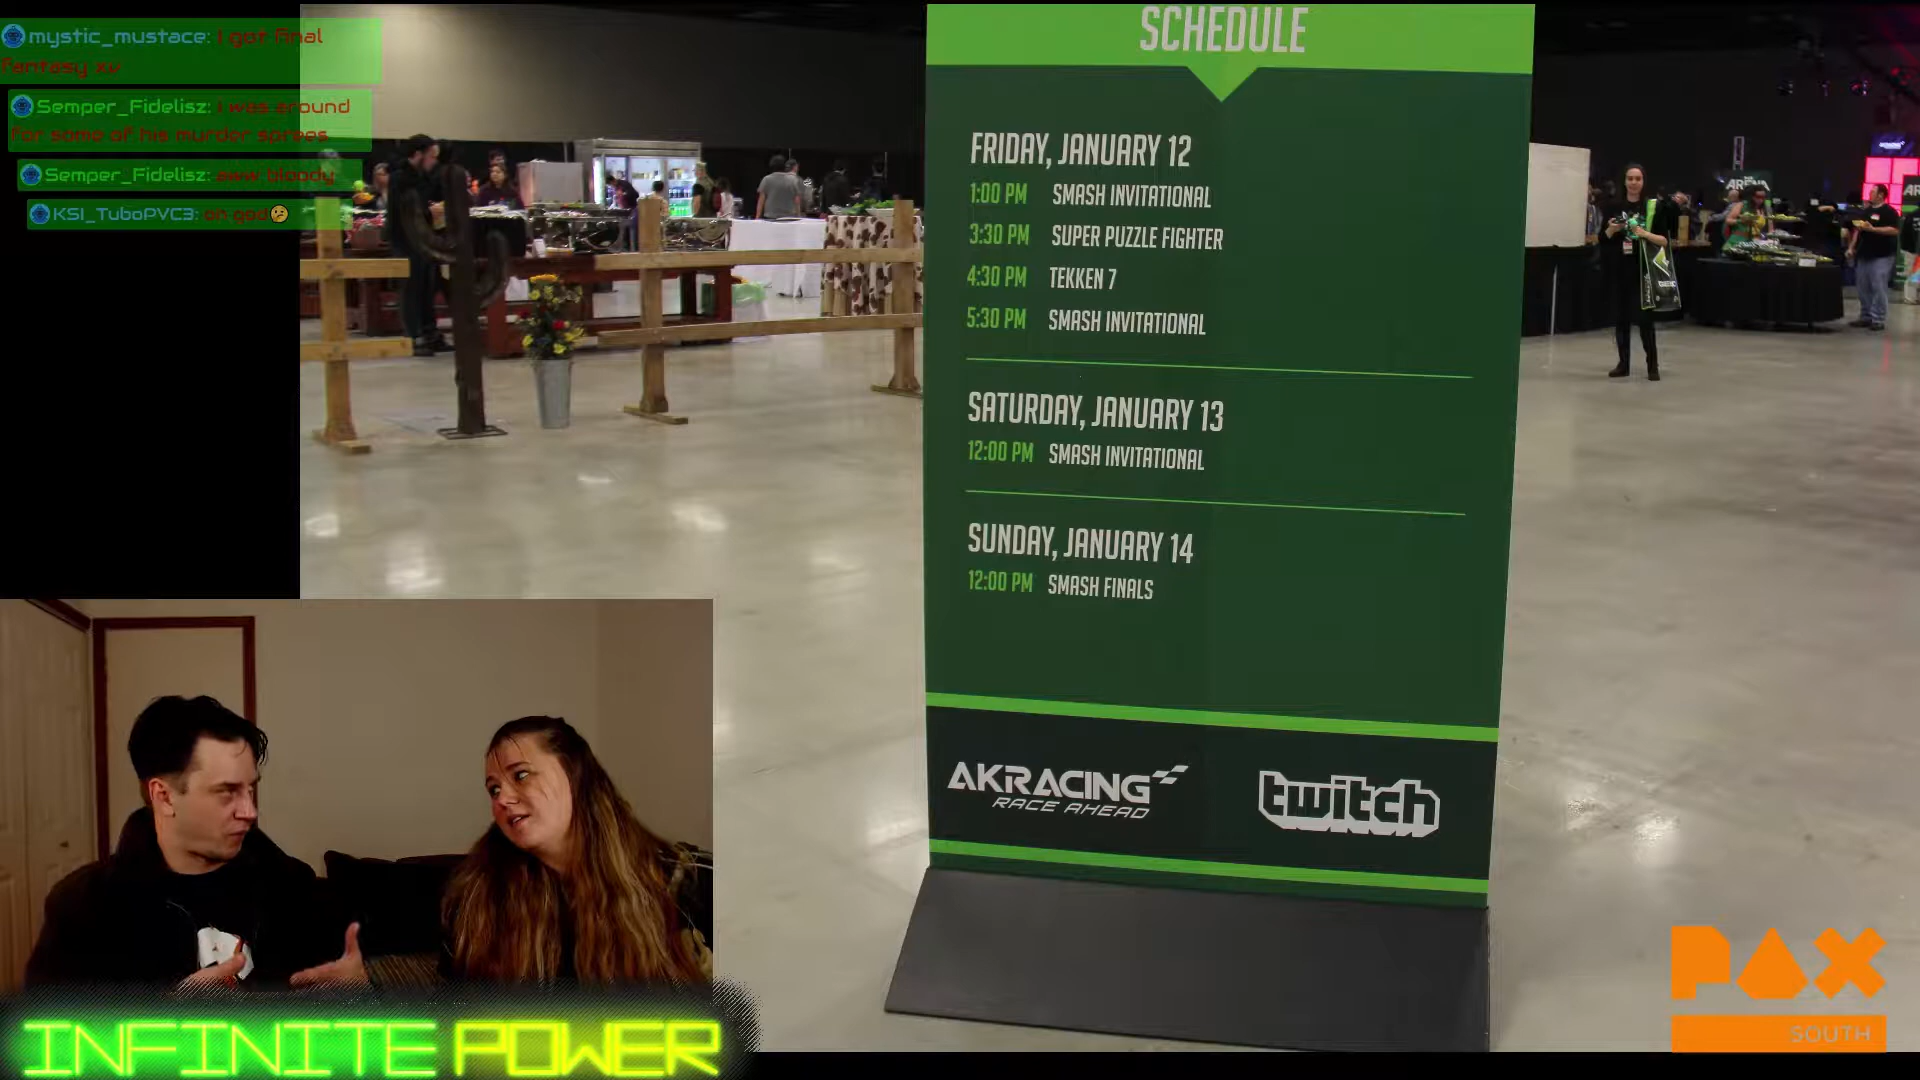 mystic_mustace: I got final
fantasy xv
Semper_Fidelisz: I was around
for some of his murder sprees
Semper_Fidelisz: aww bloody
KSI_TuboPVC3: oh god
SCHEDULE
FRIDAY, JANUARY 12
1:00 PM SMASH INVITATIONAL
3:30 PM SUPER PUZZLE FIGHTER
4:30 PM TEKKEN 7
5:30 PM SMASH INVITATIONAL
SATURDAY, JANUARY 13
12:00 PM SMASH INVITATIONAL
SUNDAY, JANUARY 14
12:00 PM SMASH FINALS
AKRACING
RACE AHEAD
twitch
ARENA
INFINITE POWER
PAX
SOUTH